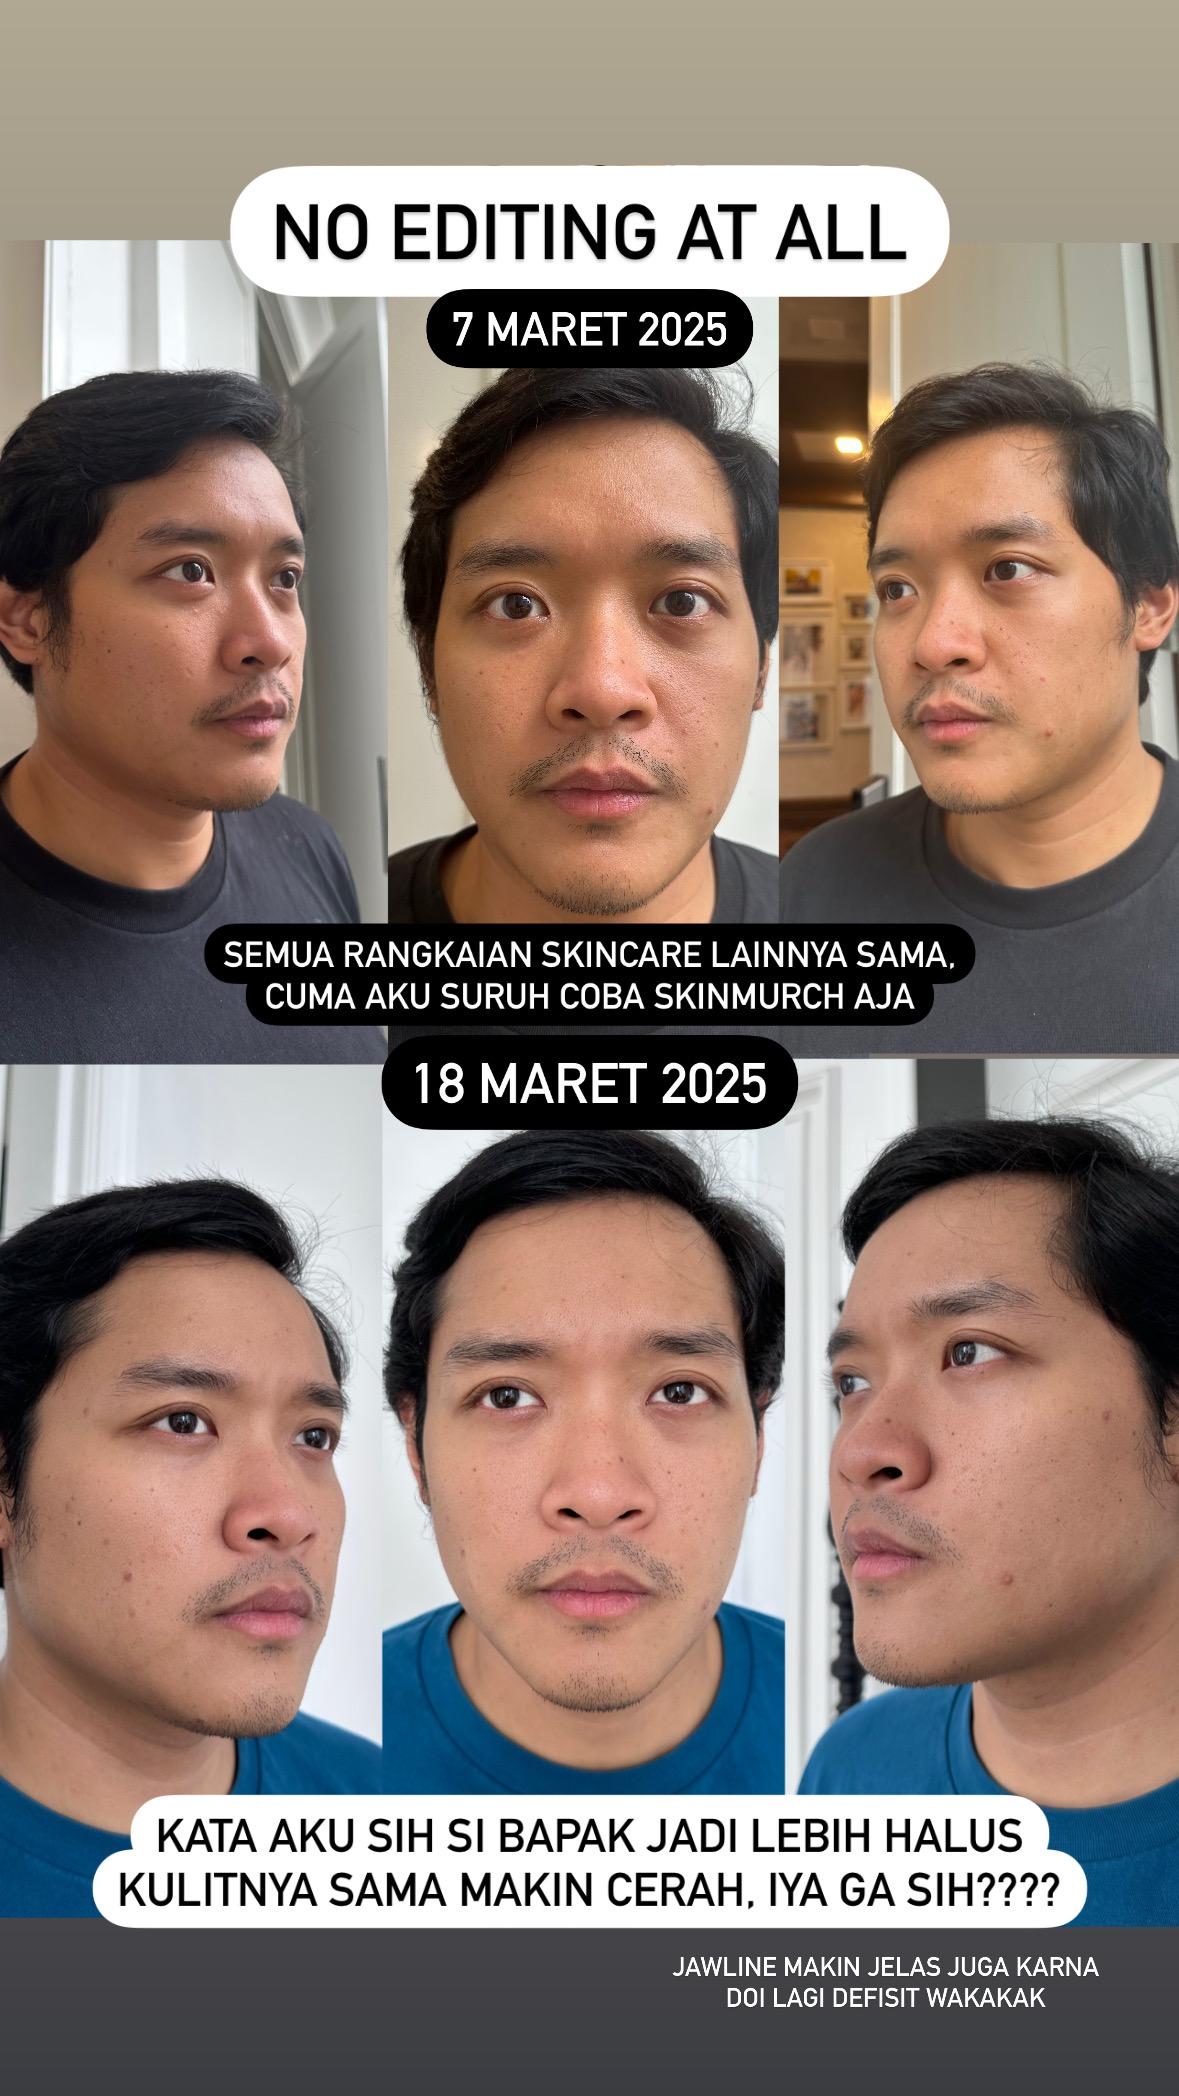 NO EDITING AT ALL
7 MARET 2025
SEMUA RANGKAIAN SKINCARE LAINNYA SAMA,
CUMA AKU SURUH COBA SKINMURCH AJA
18 MARET 2025
KATA AKU SIH SI BAPAK JADI LEBIH HALUS
KULITNYA SAMA MAKIN CERAH, IYA GA SIH????
JAWLINE MAKIN JELAS JUGA KARNA
DOI LAGI DEFISIT WAKAKAK